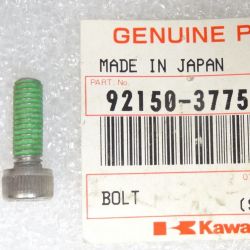 GENUINE P
MADE IN JAPAN
PART, No.
92150-3775
BOLT
Kawa